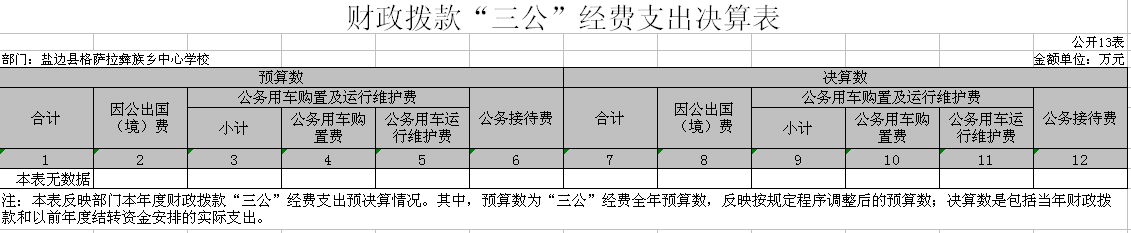 财政拨款“三公”经费支出决算表
公开13表
部门：盐边县格萨拉彝族乡中心学校 金额单位：万元
预算数 决算数
合计 因公出国（境）费 公务用车购置及运行维护费 公务接待费 合计 因公出国（境）费 公务用车购置及运行维护费 公务接待费
小计 公务用车购置费 公务用车运行维护费 小计 公务用车购置费 公务用车运行维护费
1 2 3 4 5 6 7 8 9 10 11 12
本表无数据
注：本表反映部门本年度财政拨款“三公”经费支出预决算情况。其中，预算数为“三公”经费全年预算数，反映按规定程序调整后的预算数；决算数是包括当年财政拨
款和以前年度结转资金安排的实际支出。